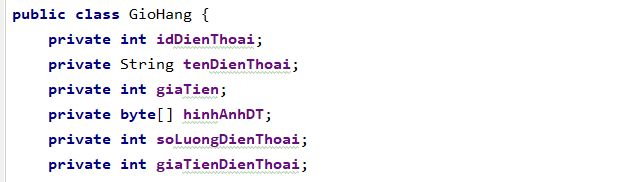 public class GioHang {
private int idDienThoai;
private String tenDienThoai;
private int giaTien;
private byte[] hinhAnhDT;
private int soLuongDienThoai;
private int giaTienDienThoai;